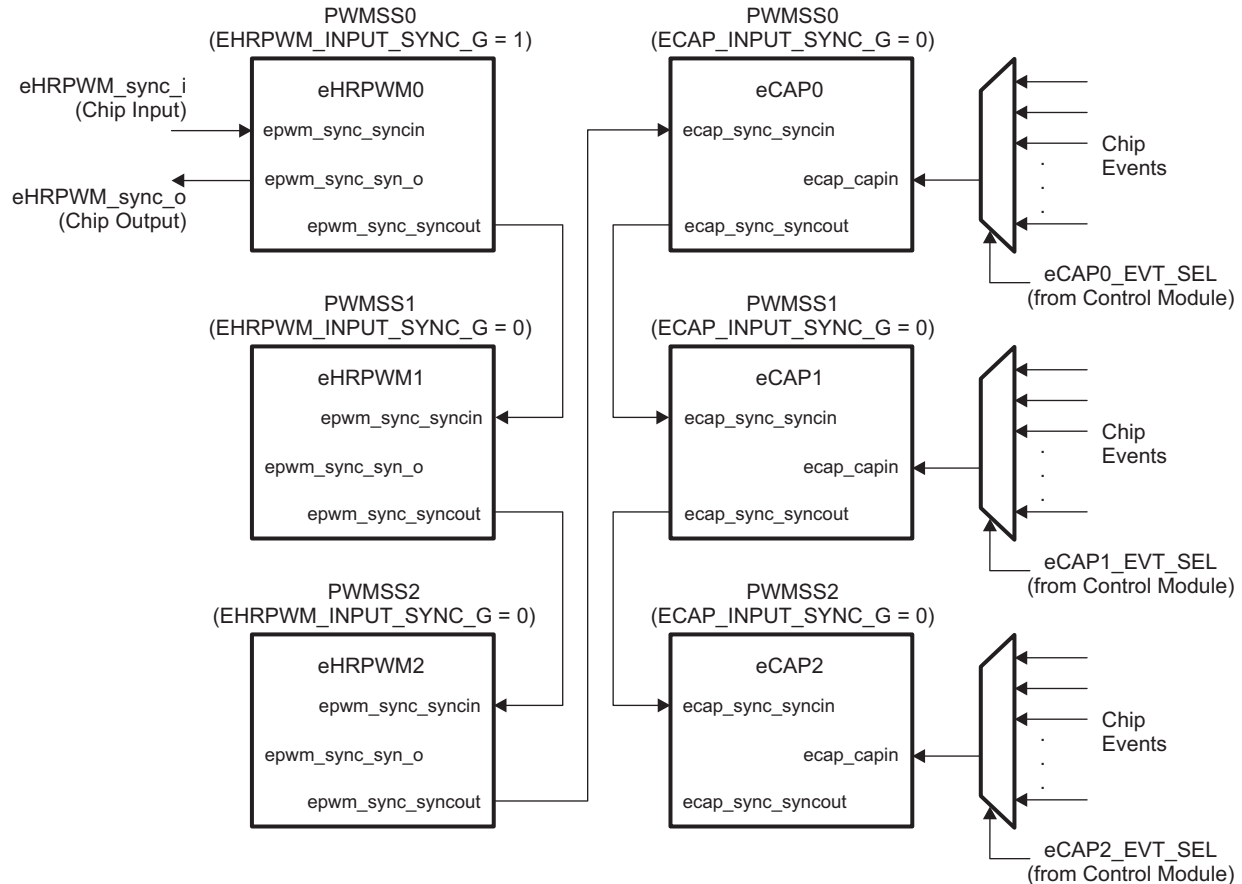 PWMSS0
(EHRPWM_INPUT_SYNC_G = 1)
eHRPWM_sync_i
(Chip Input)
eHRPWM_sync_o
(Chip Output)
eHRPWM0
epwm_sync_syncin
epwm_sync_syn_o
epwm_sync_syncout
PWMSS0
(ECAP_INPUT_SYNC_G = 0)
eCAP0
ecap_sync_syncin
ecap_capin
ecap_sync_syncout
Chip
Events
eCAP0_EVT_SEL
(from Control Module)
PWMSS1
(EHRPWM_INPUT_SYNC_G = 0)
eHRPWM1
epwm_sync_syncin
epwm_sync_syn_o
epwm_sync_syncout
PWMSS1
(ECAP_INPUT_SYNC_G = 0)
eCAP1
ecap_sync_syncin
ecap_capin
ecap_sync_syncout
Chip
Events
eCAP1_EVT_SEL
(from Control Module)
PWMSS2
(EHRPWM_INPUT_SYNC_G = 0)
eHRPWM2
epwm_sync_syncin
epwm_sync_syn_o
epwm_sync_syncout
PWMSS2
(ECAP_INPUT_SYNC_G = 0)
eCAP2
ecap_sync_syncin
ecap_capin
ecap_sync_syncout
Chip
Events
eCAP2_EVT_SEL
(from Control Module)